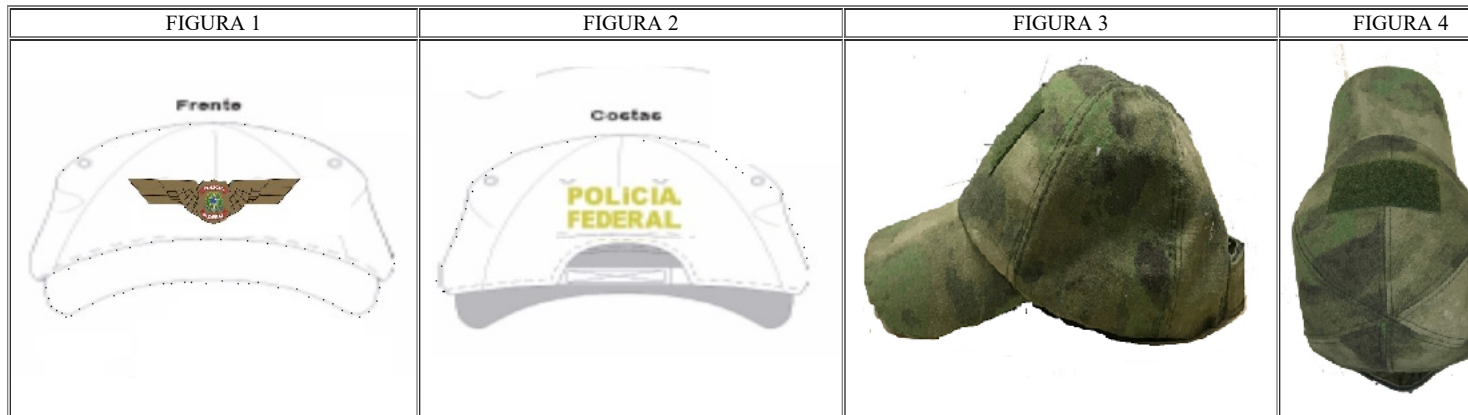 FIGURA 1
FIGURA 2
FIGURA 3
FIGURA 4
Frente
Costas
POLICIA
FEDERAL